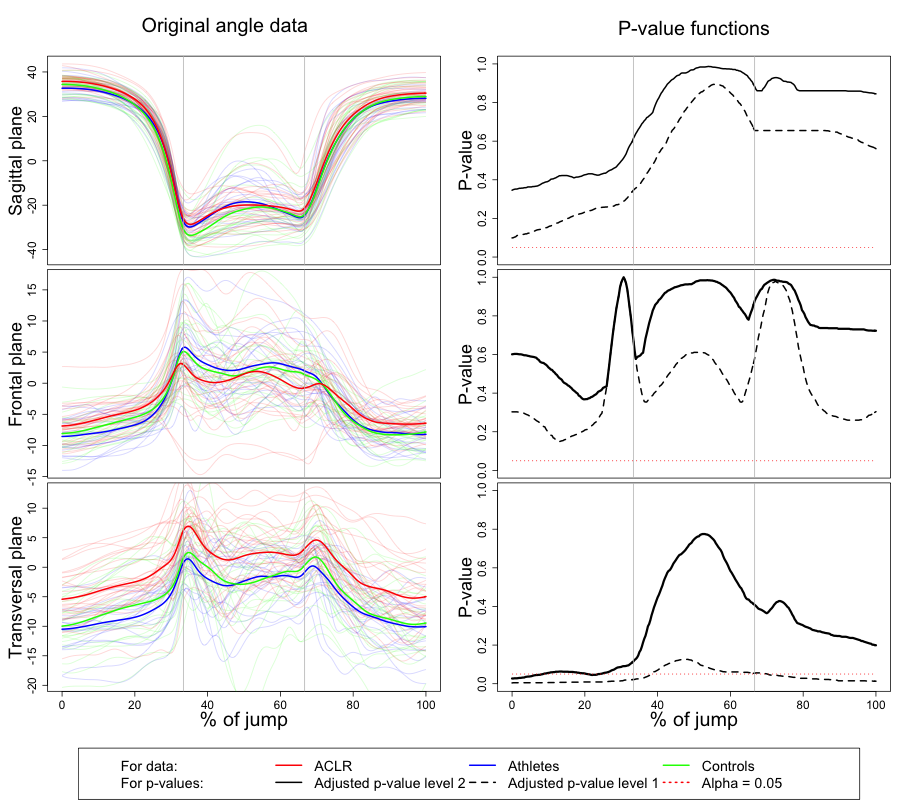 Original angle data
P-value functions
Sagittal plane
40
20
0
-20
-40
P-value
1.0
0.8
0.6
0.4
0.2
0.0
Frontal plane
15
10
5
0
-5
-10
15
P-value
1.0
0.8
0.6
0.4
0.2
0.0
Transversal plane
10
5
0
-5
-10
-15
-20
P-value
1.0
0.8
0.6
0.4
0.2
0.0
0 20 40 60 80 100
% of jump
0 20 40 60 80 100
% of jump
For data: ACLR Athletes Controls
For p-values: Adjusted p-value level 2 Adjusted p-value level 1 Alpha = 0.05